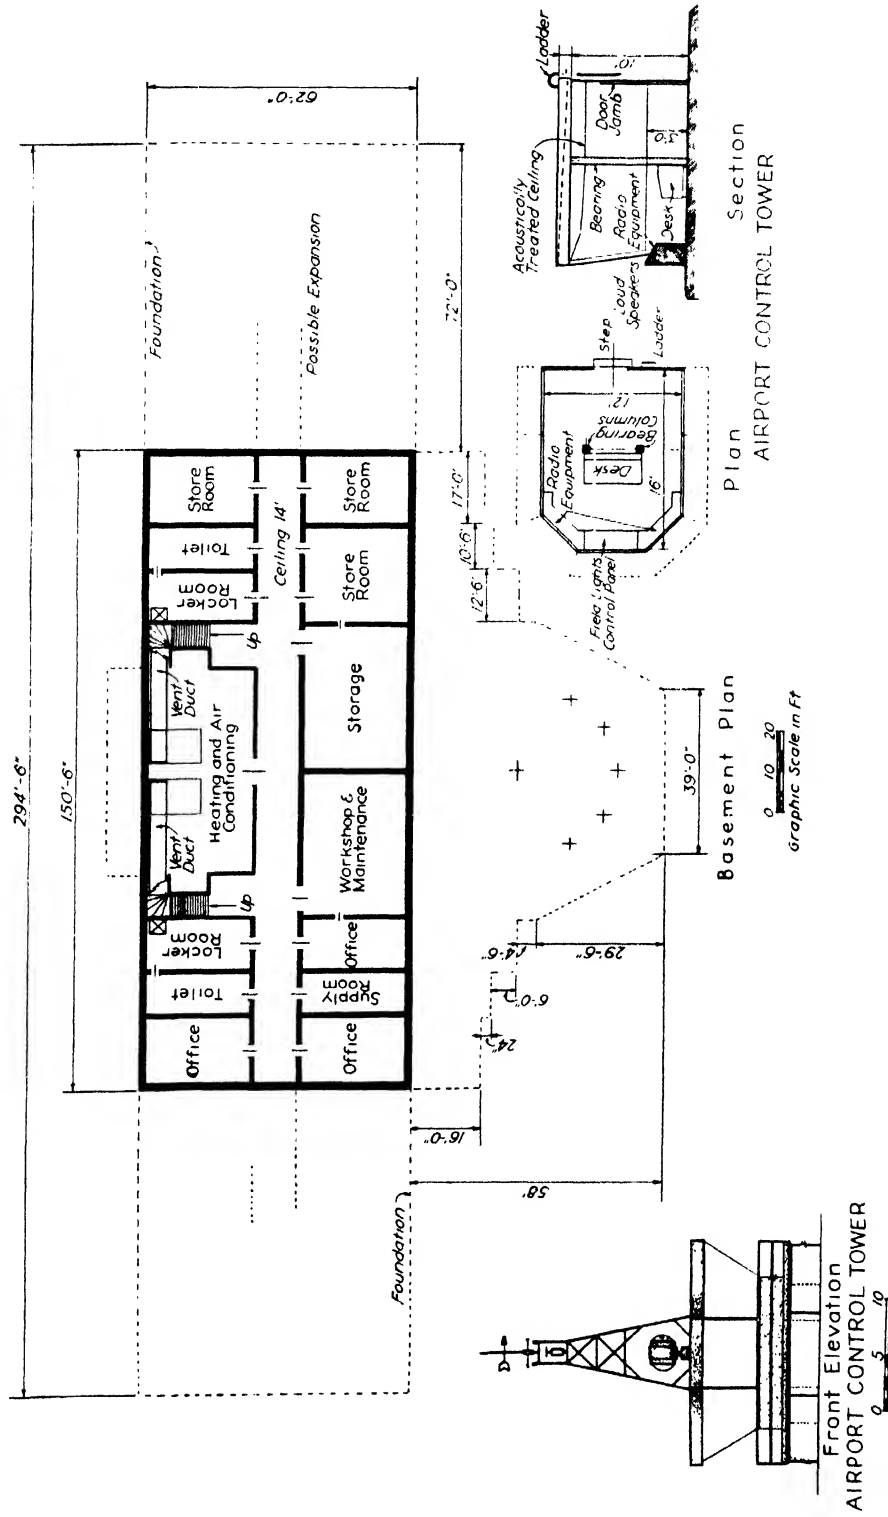 294'-6"
150'-6"
62'-0"
Foundation
Possible Expansion
72'-0"
Office
Toilet
Locker
Room
Up
Vent
Duct
Heating and Air
Conditioning
Vent
Duct
Up
Locker
Room
Toilet
Store
Room
Ceiling 14'
Office
Supply
Room
Office
Workshop &
Maintenance
Storage
Store
Room
Store
Room
Foundation
16'-0"
58'
24"
6'-0"
4'-6"
29'-6"
39'-0"
12'-6"
10'-6"
17'-0"
Basement Plan
0 10 20
Graphic Scale in Ft
Front Elevation
AIRPORT CONTROL TOWER
0 5 10
Field Lights
Control Panel
Radio
Equipment
Desk
Bearing
Columns
12'
16'
Step
Ladder
Plan
Acoustically
Treated Ceiling
Ladder
Bearing
Radio
Equipment
Loud
Speakers
Desk
Door
Jamb
3'-0
10'
Section
AIRPORT CONTROL TOWER